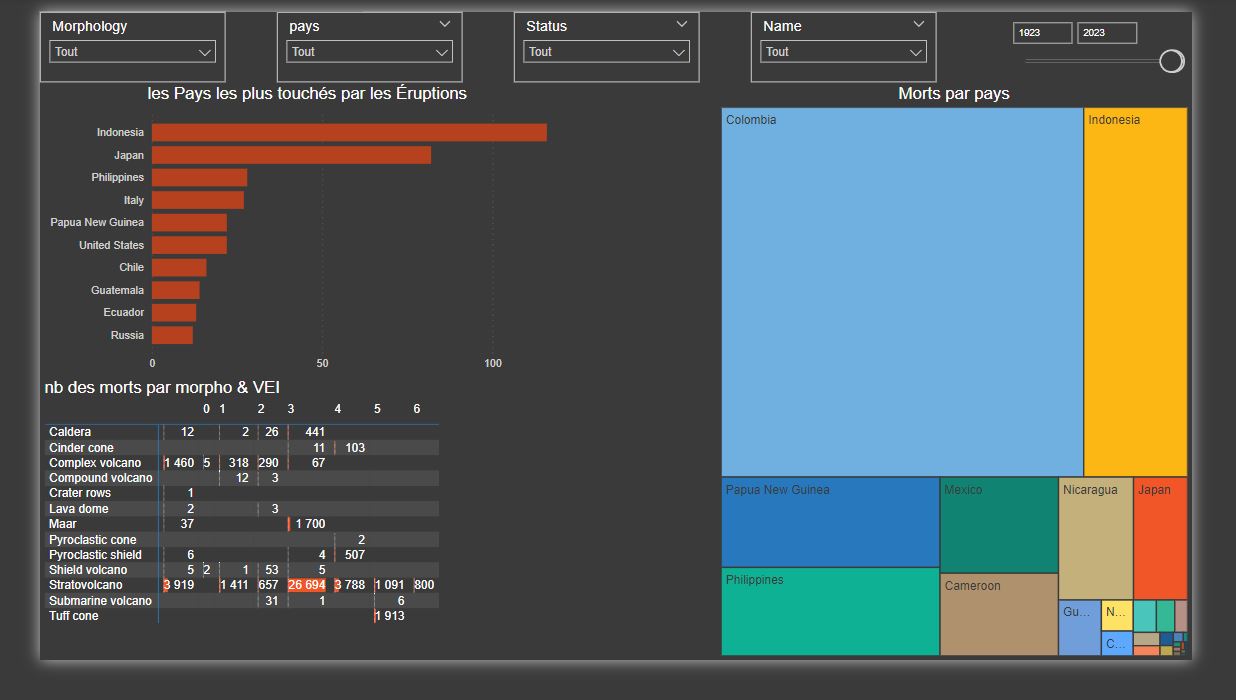 Morphology
Tout
pays
Tout
Status
Tout
Name
Tout
1923
2023
les Pays les plus touchés par les Éruptions
Indonesia
Japan
Philippines
Italy
Papua New Guinea
United States
Chile
Guatemala
Ecuador
Russia
0 50 100
nb des morts par morpho & VEI
0 1 2 3 4 5 6
Caldera 12 2 26 441
Cinder cone 11 103
Complex volcano 1 460 5 318 290 67
Compound volcano 12 3
Crater rows 1
Lava dome 2 3
Maar 37 1 700
Pyroclastic cone 2
Pyroclastic shield 6 4 507
Shield volcano 5 2 1 53 5
Stratovolcano 3 919 1 411 657 26 694 3 788 1 091 800
Submarine volcano 31 1 6
Tuff cone 1 913
Morts par pays
Colombia
Indonesia
Papua New Guinea
Mexico
Nicaragua
Japan
Philippines
Cameroon
Gu...
N...
C...